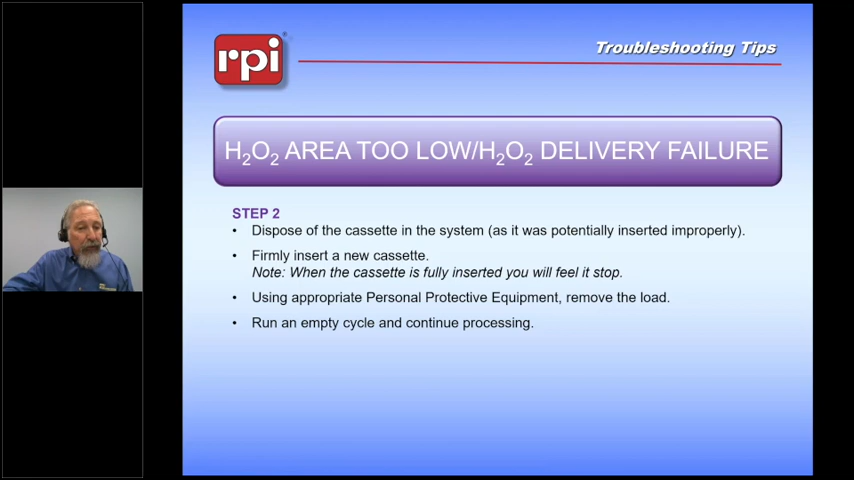 rpi
Troubleshooting Tips
H₂O₂ AREA TOO LOW/H₂O₂ DELIVERY FAILURE
STEP 2
• Dispose of the cassette in the system (as it was potentially inserted improperly).
• Firmly insert a new cassette.
Note: When the cassette is fully inserted you will feel it stop.
• Using appropriate Personal Protective Equipment, remove the load.
• Run an empty cycle and continue processing.